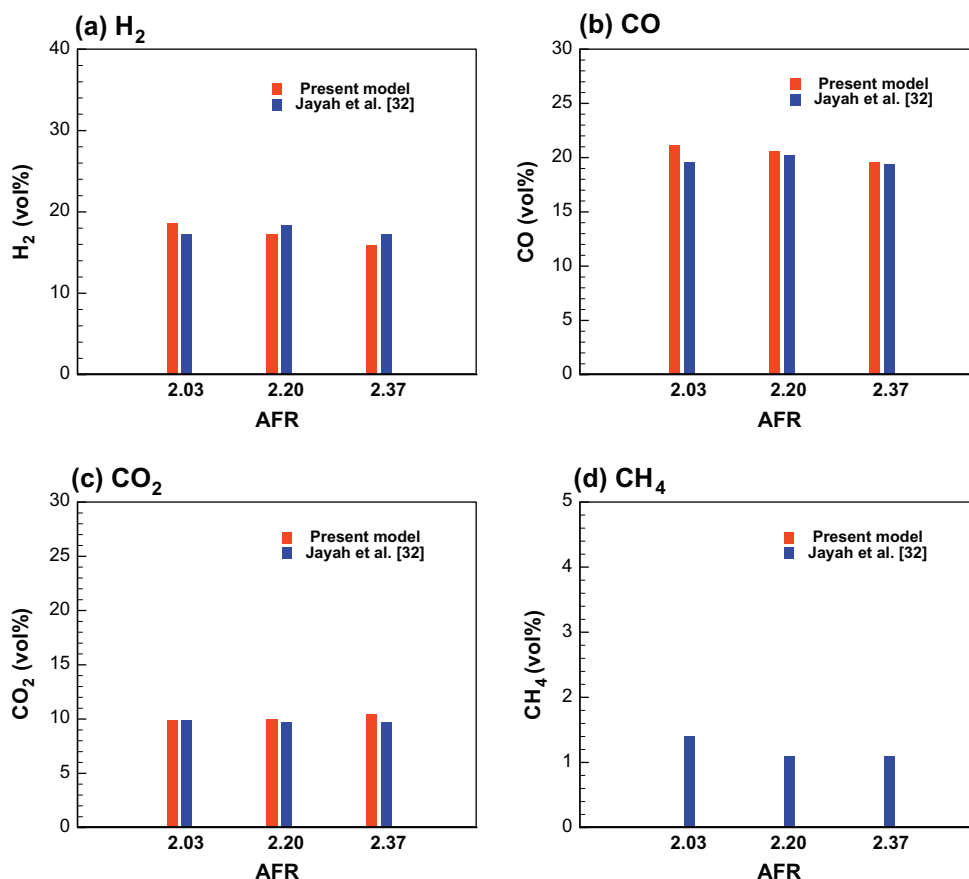 (a) H2
40
30
20
10
0
H2 (vol%)
Present model
Jayah et al. [32]
2.03 2.20 2.37
AFR
(b) CO
30
25
20
15
10
5
0
CO (vol%)
Present model
Jayah et al. [32]
2.03 2.20 2.37
AFR
(c) CO2
30
25
20
15
10
5
0
CO2 (vol%)
Present model
Jayah et al. [32]
2.03 2.20 2.37
AFR
(d) CH4
5
4
3
2
1
0
CH4 (vol%)
Present model
Jayah et al. [32]
2.03 2.20 2.37
AFR